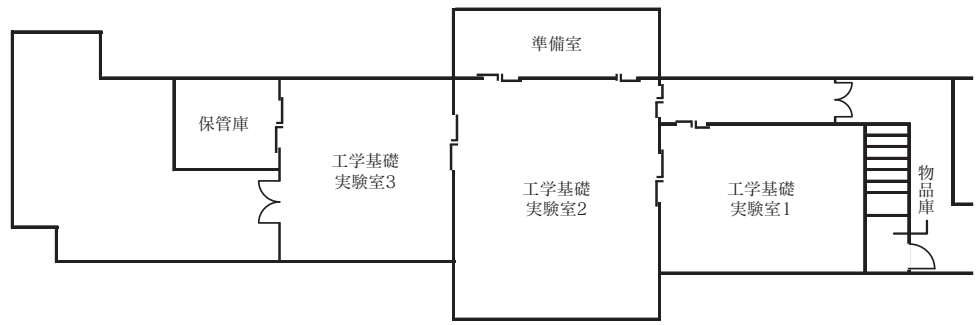 準備室
保管庫
工学基礎
実験室3
工学基礎
実験室2
工学基礎
実験室1
物品庫